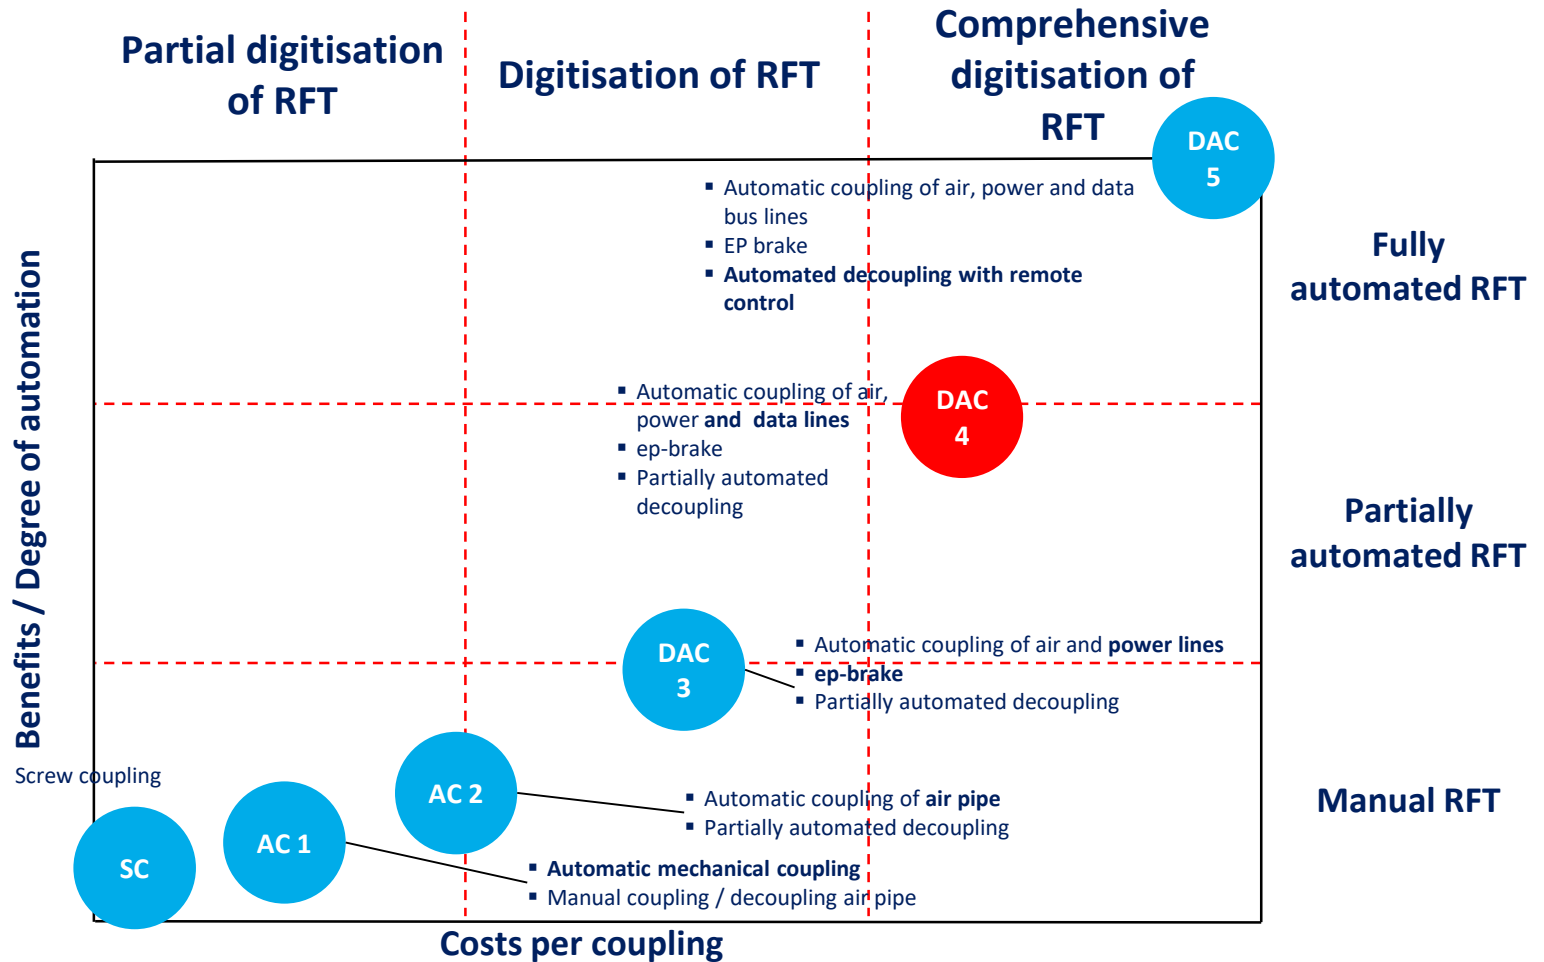 Partial digitisation
of RFT
Digitisation of RFT
Comprehensive
digitisation of
RFT
DAC
5
▪ Automatic coupling of air, power and data
bus lines
▪ EP brake
▪ Automated decoupling with remote
control
Fully
automated RFT
Benefits / Degree of automation
▪ Automatic coupling of air,
power and data lines
▪ ep-brake
▪ Partially automated
decoupling
DAC
4
Partially
automated RFT
DAC
3
▪ Automatic coupling of air and power lines
▪ ep-brake
▪ Partially automated decoupling
Screw coupling
AC 2
▪ Automatic coupling of air pipe
▪ Partially automated decoupling
Manual RFT
SC
AC 1
▪ Automatic mechanical coupling
▪ Manual coupling / decoupling air pipe
Costs per coupling